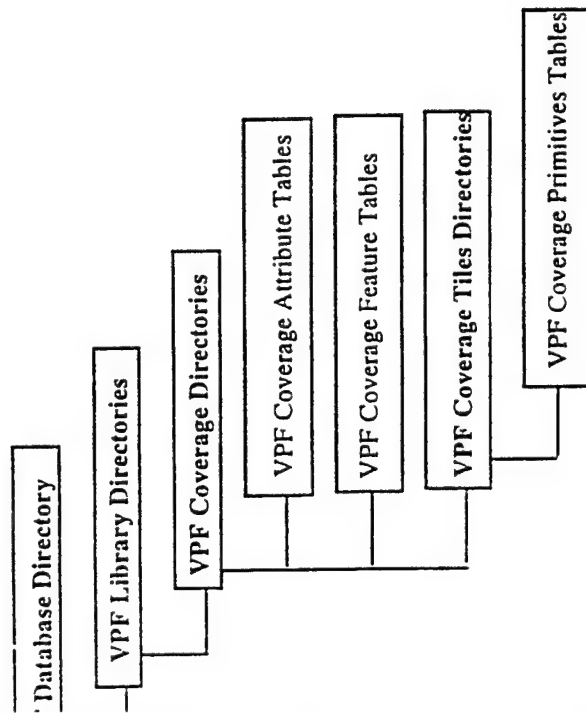 Database Directory
VPF Library Directories
VPF Coverage Directories
VPF Coverage Attribute Tables
VPF Coverage Feature Tables
VPF Coverage Tiles Directories
VPF Coverage Primitives Tables